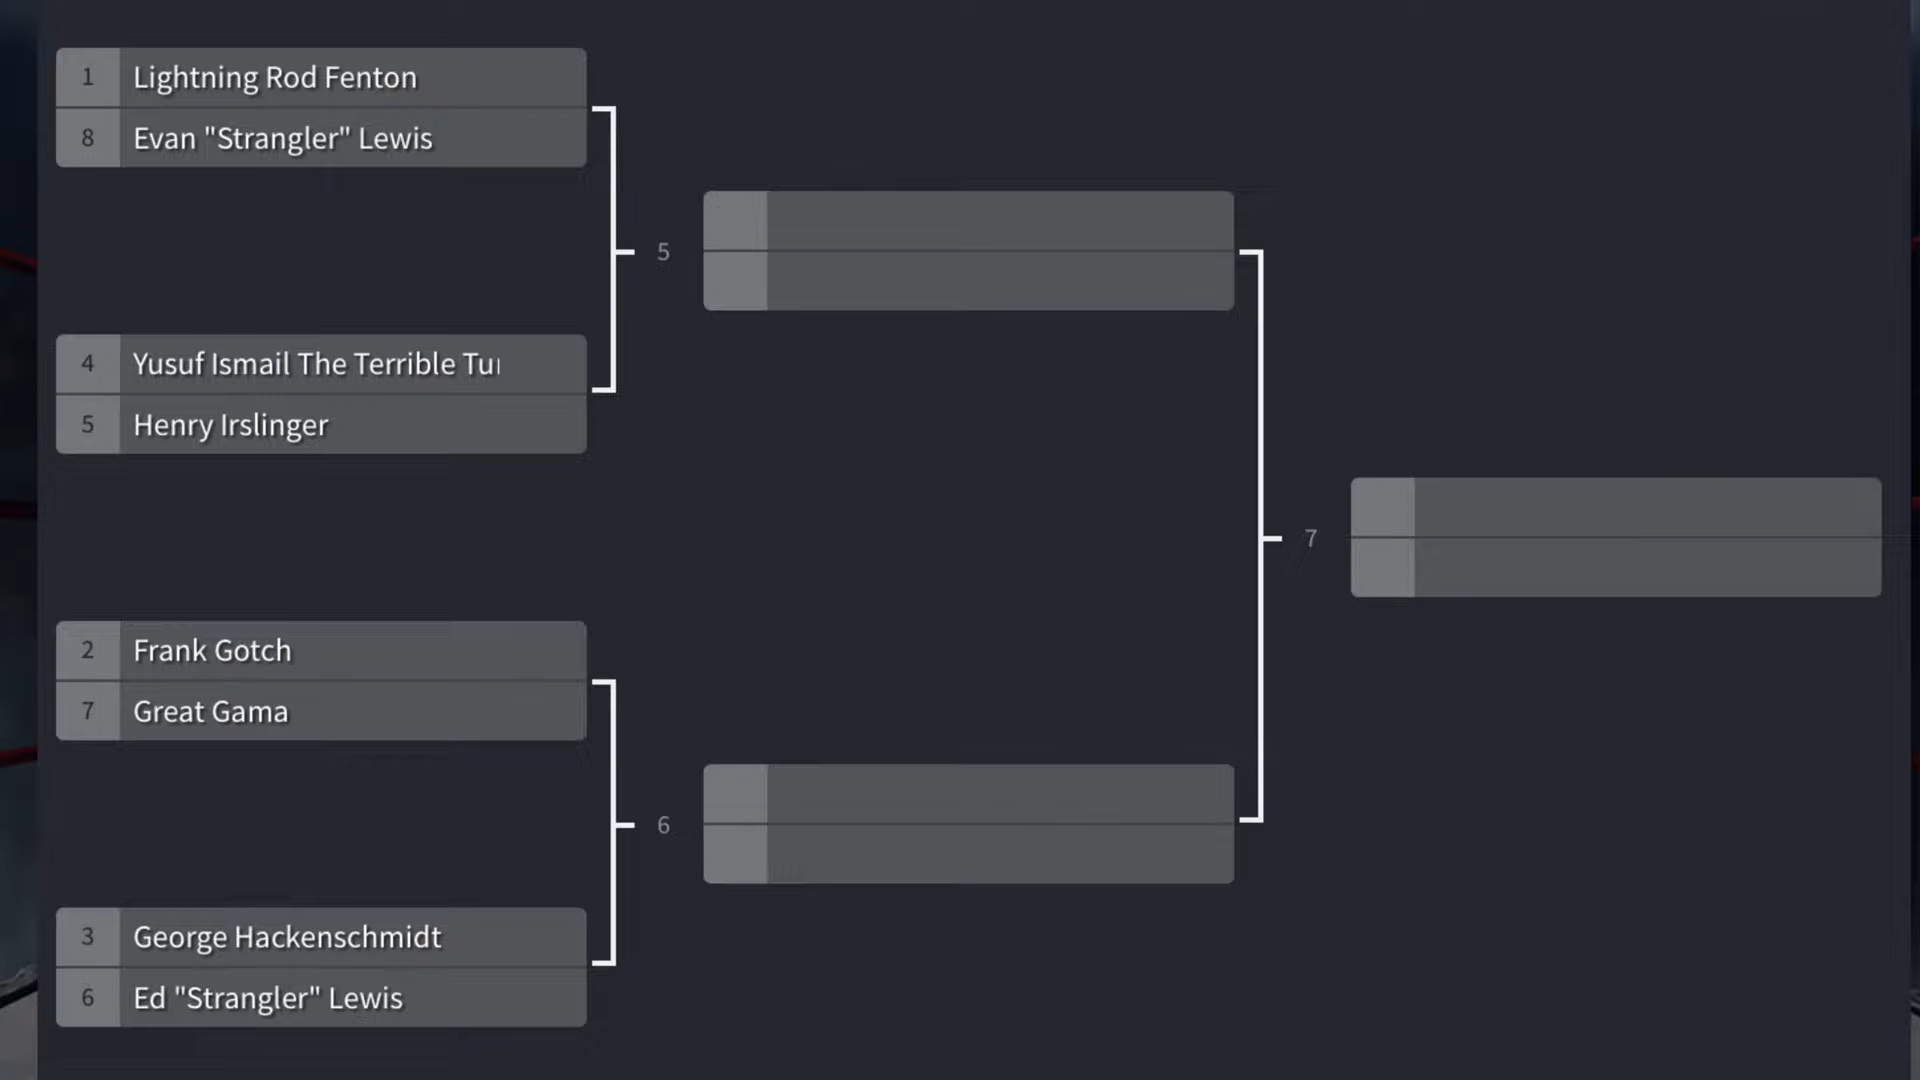 1 Lightning Rod Fenton
8 Evan "Strangler" Lewis
5
4 Yusuf Ismail The Terrible
5 Henry Irslinger
7
2 Frank Gotch
7 Great Gama
6
3 George Hackenschmidt
6 Ed "Strangler" Lewis